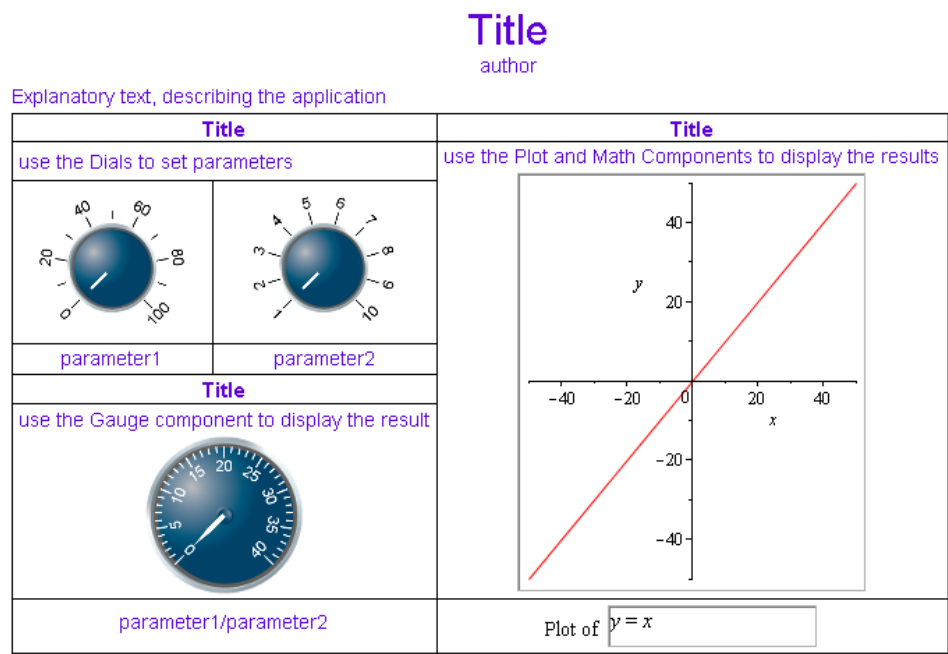 Title
author
Explanatory text, describing the application
Title
use the Dials to set parameters
0 20 40 60 80 100
1 2 3 4 5 6 7 8 9 10
parameter1 parameter2
Title
use the Gauge component to display the result
0 5 10 15 20 25 30 35 40
parameter1/parameter2
Title
use the Plot and Math Components to display the results
40
y
20
-40 -20 0 20 40
x
-20
-40
Plot of y = x